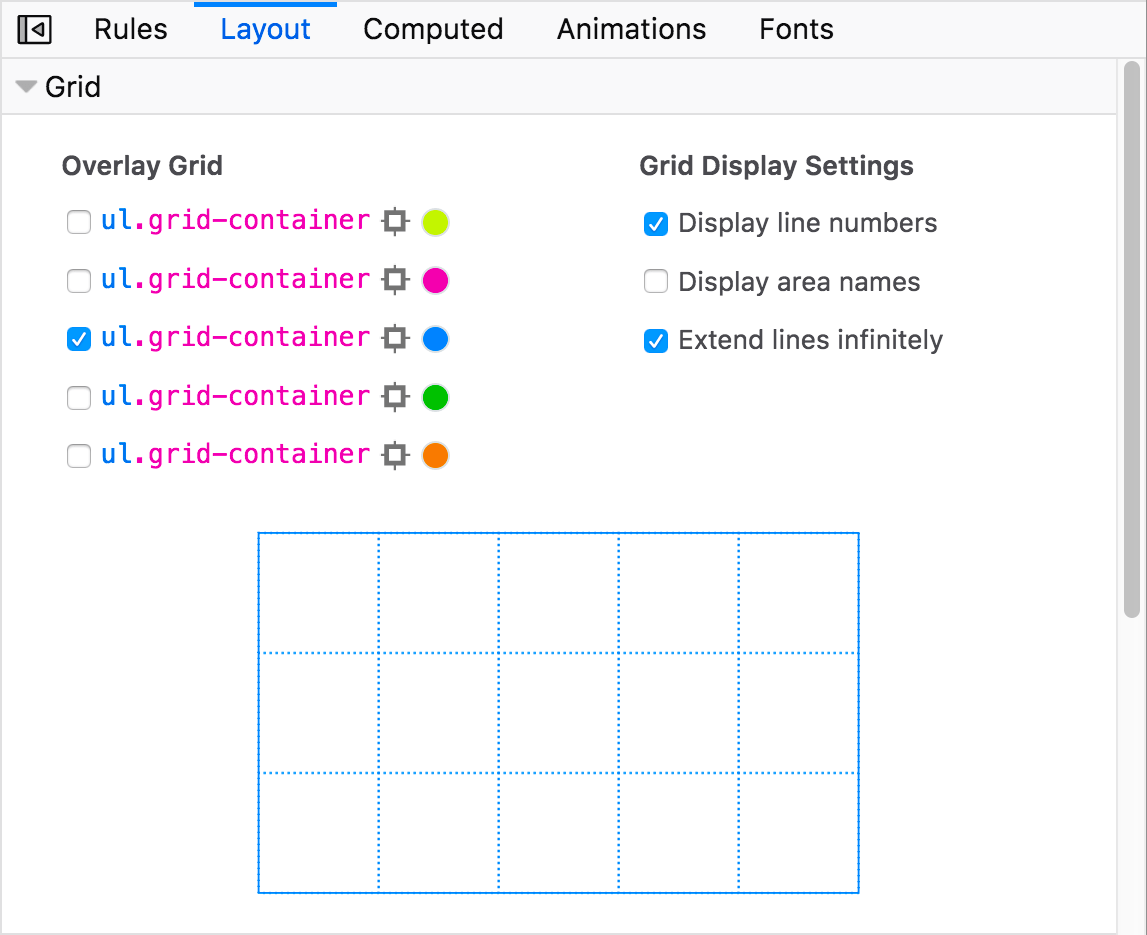 Rules Layout Computed Animations Fonts
Grid
Overlay Grid
ul.grid-container
ul.grid-container
ul.grid-container
ul.grid-container
ul.grid-container
Grid Display Settings
Display line numbers
Display area names
Extend lines infinitely